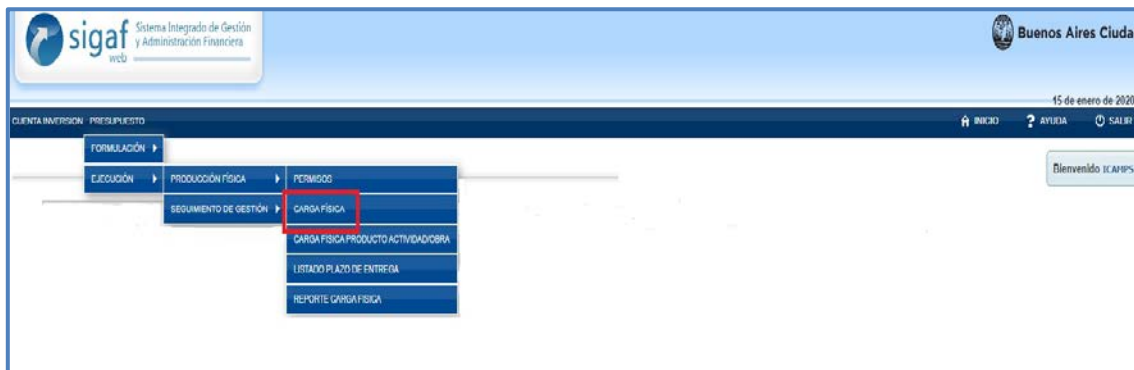 sigaf
web
Sistema Integrado de Gestión
y Administración Financiera
Buenos Aires Ciuda
15 de enero de 2020
CUENTA INVERSION PRESUPUESTO
INICIO ? AYUDA SALIR
FORMULACIÓN
Bienvenido ICAMPS
EJECUCIÓN PRODUCCIÓN FÍSICA PERMISOS
SEGUIMIENTO DE GESTIÓN CARGA FÍSICA
CARGA FISICA PRODUCTO ACTIVIDAD/OBRA
LISTADO PLAZO DE ENTREGA
REPORTE CARGA FISICA